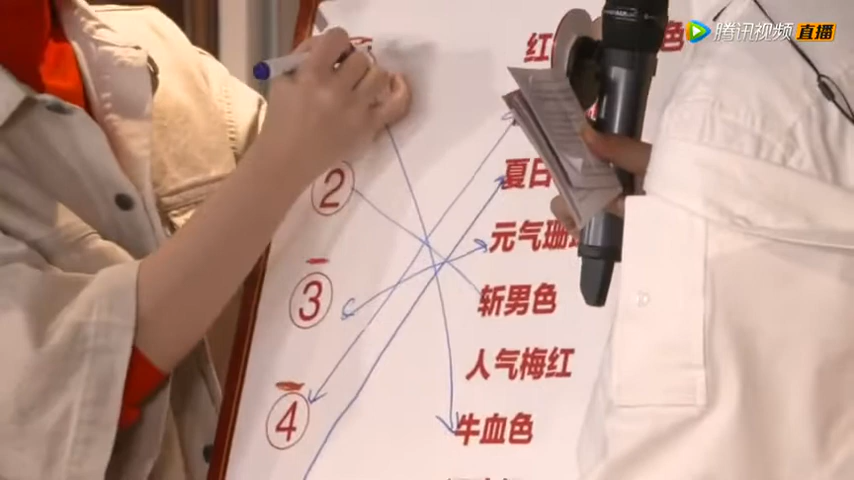 腾讯视频 直播
红
色
② 夏日
元气珊
③ 斩男色
人气梅红
④ 牛血色